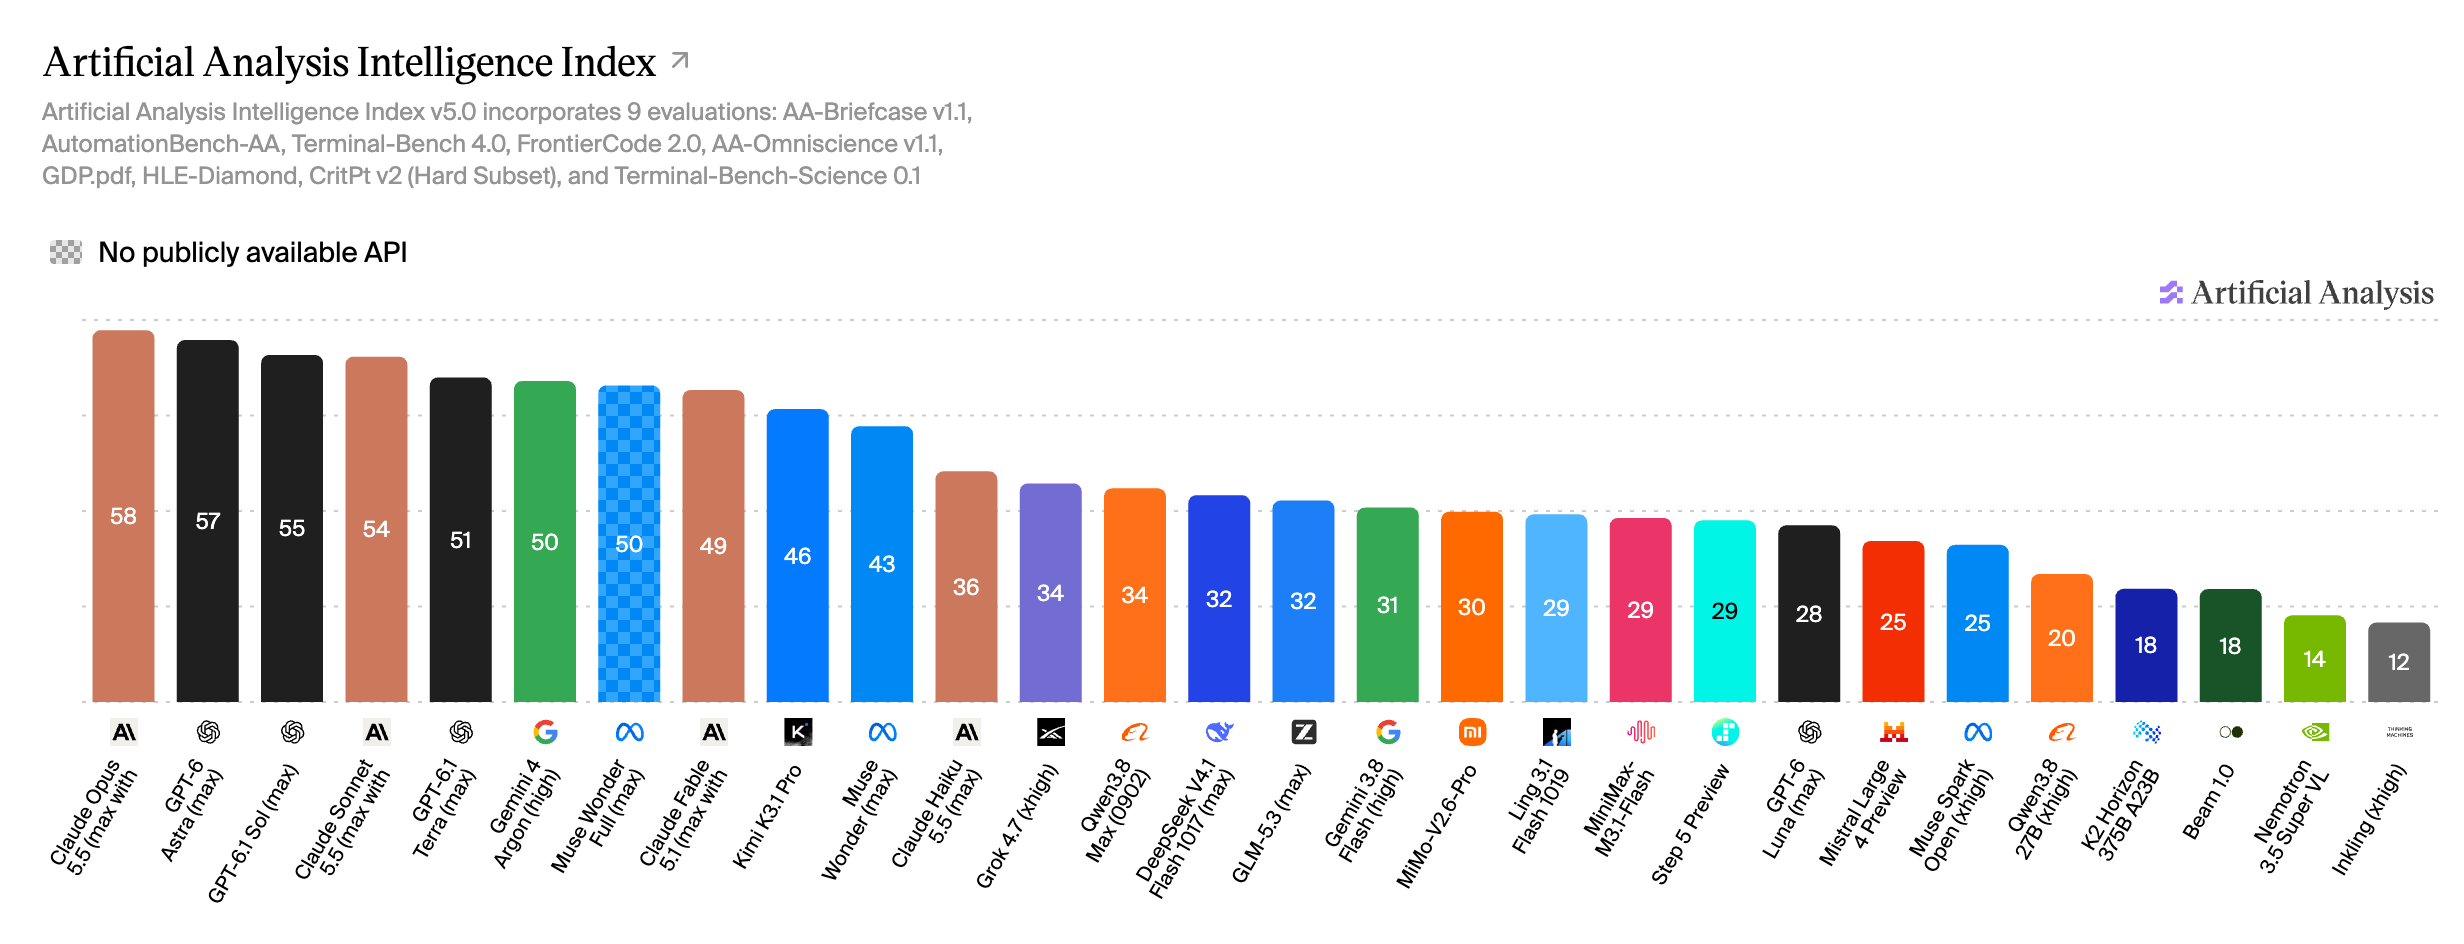 Artificial Analysis Intelligence Index
Artificial Analysis Intelligence Index v5.0 incorporates 9 evaluations: AA-Briefcase v1.1,
AutomationBench-AA, Terminal-Bench 4.0, FrontierCode 2.0, AA-Omniscience v1.1,
GDP.pdf, HLE-Diamond, CritPt v2 (Hard Subset), and Terminal-Bench-Science 0.1
No publicly available API
Artificial Analysis
58
57
55
54
51
50
50
49
46
43
36
34
34
32
32
31
30
29
29
29
28
25
25
20
18
18
14
12
THINKING
MACHINES
Claude Opus
5.5 (max with
GPT-6
Astra (max)
GPT-6.1 Sol (max)
Claude Sonnet
5.5 (max with
GPT-6.1
Terra (max)
Gemini 4
Argon (high)
Muse Wonder
Full (max)
Claude Fable
5.1 (max with
Kimi K3.1 Pro
Muse
Wonder (max)
Claude Haiku
5.5 (max)
Grok 4.7 (xhigh)
Qwen3.8
Max (0902)
DeepSeek V4.1
Flash 1017 (max)
GLM-5.3 (max)
Gemini 3.8
Flash (high)
MiMo-V2.6-Pro
Ling 3.1
Flash 1019
MiniMax-
M3.1-Flash
Step 5 Preview
GPT-6
Luna (max)
Mistral Large
4 Preview
Muse Spark
Open (xhigh)
Qwen3.8
27B (xhigh)
K2 Horizon
375B A23B
Beam 1.0
Nemotron
3.5 Super VL
Inkling (xhigh)